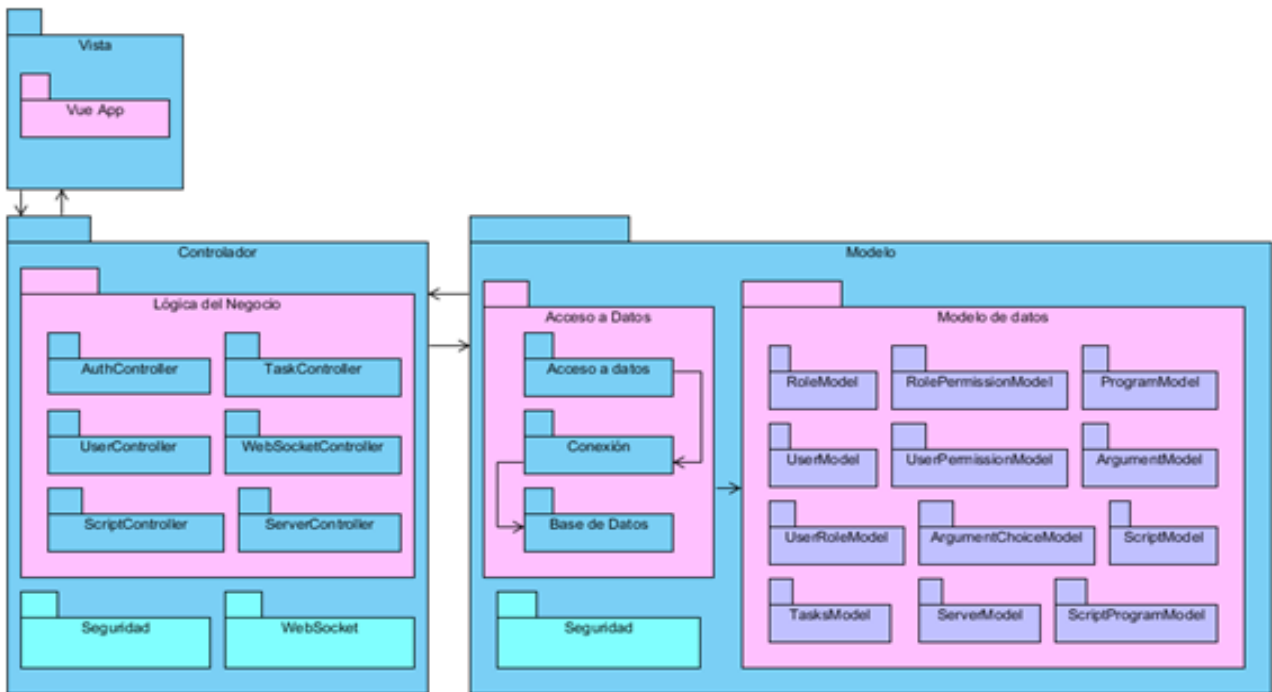 Vista
Vue App
Controlador
Lógica del Negocio
AuthController
TaskController
UserController
WebSocketController
ScriptController
ServerController
Seguridad
WebSocket
Modelo
Acceso a Datos
Acceso a datos
Conexión
Base de Datos
Seguridad
Modelo de datos
RoleModel
RolePermissionModel
ProgramModel
UserModel
UserPermissionModel
ArgumentModel
UserRoleModel
ArgumentChoiceModel
ScriptModel
TasksModel
ServerModel
ScriptProgramModel